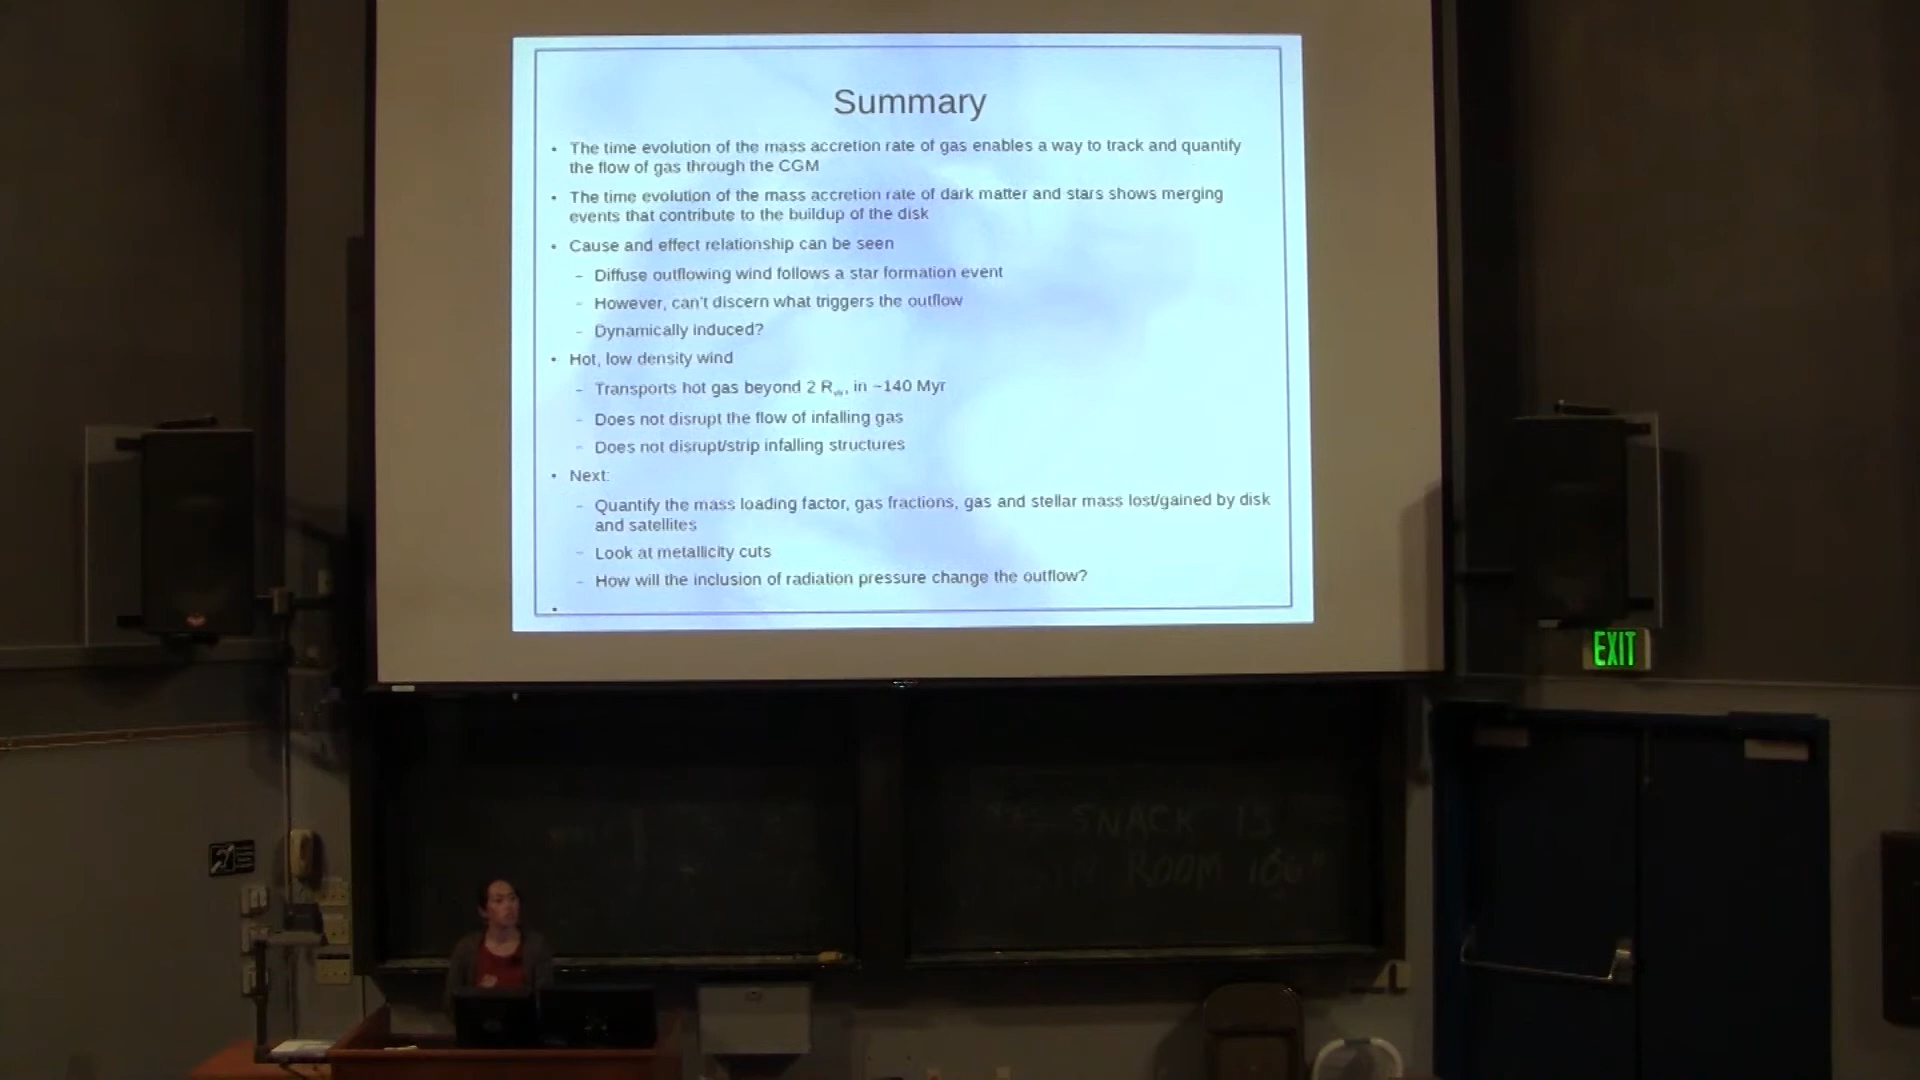 Summary
• The time evolution of the mass accretion rate of gas enables a way to track and quantify
the flow of gas through the CGM
• The time evolution of the mass accretion rate of dark matter and stars shows merging
events that contribute to the buildup of the disk
• Cause and effect relationship can be seen
– Diffuse outflowing wind follows a star formation event
– However, can't discern what triggers the outflow
– Dynamically induced?
• Hot, low density wind
– Transports hot gas beyond 2 Rvir, in ~140 Myr
– Does not disrupt the flow of infalling gas
– Does not disrupt/strip infalling structures
• Next:
– Quantify the mass loading factor, gas fractions, gas and stellar mass lost/gained by disk
and satellites
– Look at metallicity cuts
– How will the inclusion of radiation pressure change the outflow?
•
EXIT
SNACK IS
IN ROOM